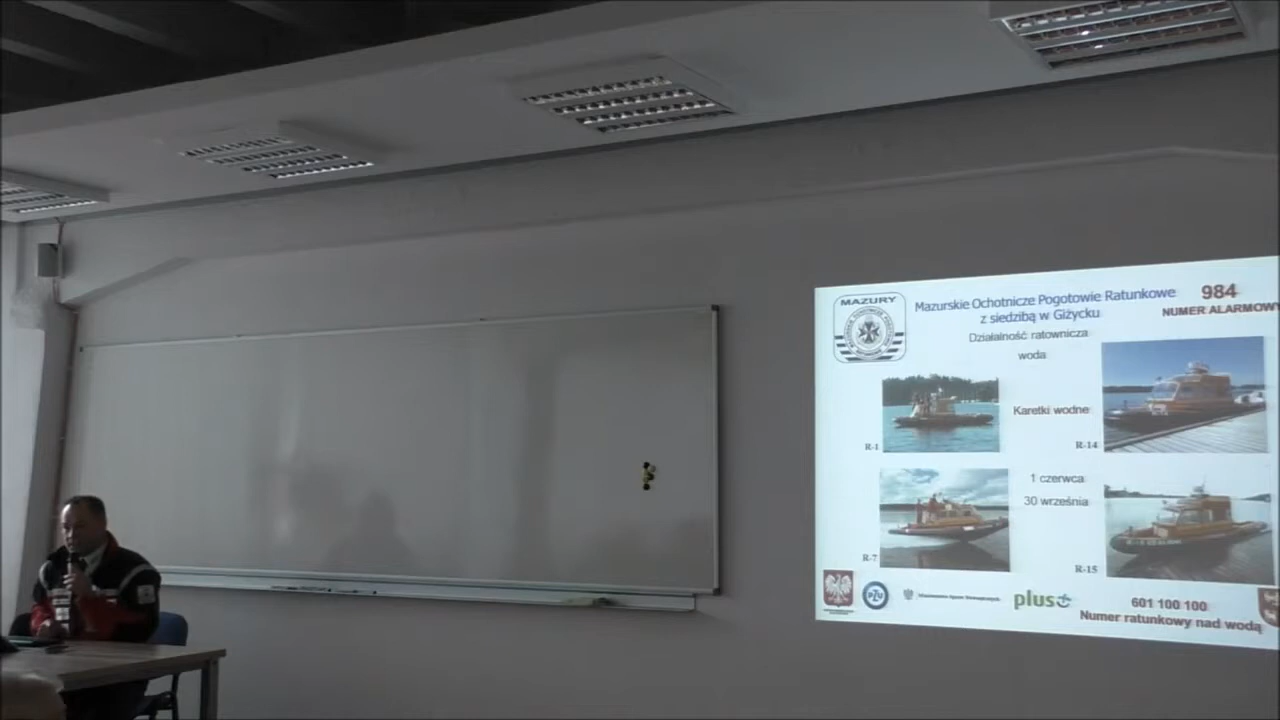 MAZURY
Mazurskie Ochotnicze Pogotowie Ratunkowe
z siedzibą w Giżycku
984
NUMER ALARMOWY
Działalność ratownicza
woda
Karetki wodne
R-1
R-14
1 czerwca
30 września
R-7
R-15
PZU
plus
601 100 100
Numer ratunkowy nad wodą